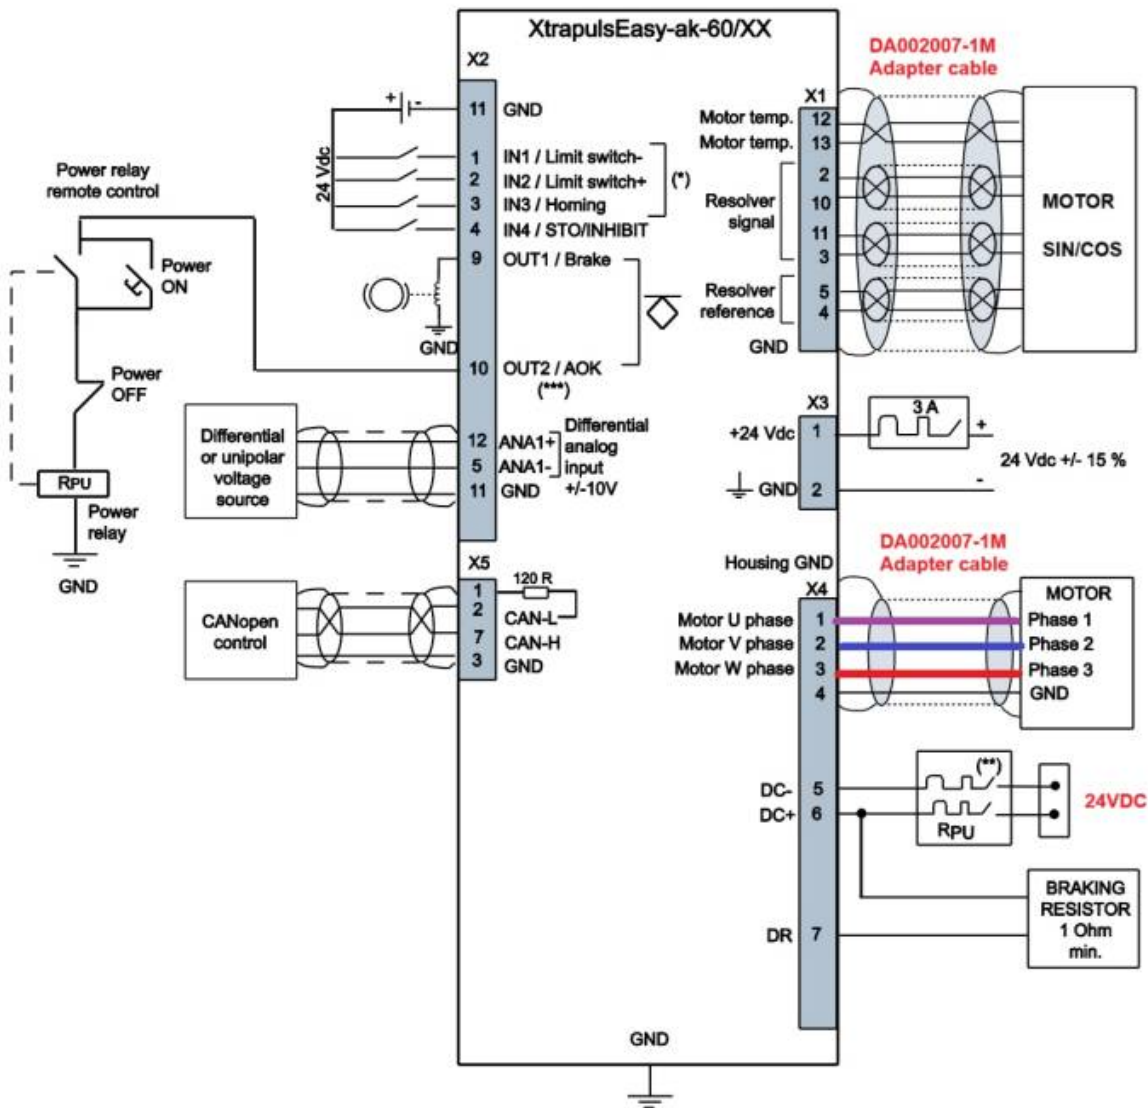 XtrapulsEasy-ak-60/XX
X2
11 GND
+ -
24 Vdc
1 IN1 / Limit switch-
2 IN2 / Limit switch+
(*)
3 IN3 / Homing
4 IN4 / STO/INHIBIT
9 OUT1 / Brake
GND
10 OUT2 / AOK
(***)
Power relay
remote control
Power
ON
Power
OFF
RPU
Power
relay
GND
Differential
or unipolar
voltage
source
12 ANA1+
5 ANA1-
11 GND
Differential
analog
input
+/-10V
X5
1
120 R
2 CAN-L
7 CAN-H
3 GND
CANopen
control
DA002007-1M
Adapter cable
X1
Motor temp. 12
Motor temp. 13
Resolver
signal
2
10
11
3
Resolver
reference
5
4
GND
MOTOR
SIN/COS
X3
+24 Vdc 1
3 A
+
24 Vdc +/- 15 %
GND 2
-
DA002007-1M
Adapter cable
Housing GND
X4
MOTOR
Motor U phase 1 Phase 1
Motor V phase 2 Phase 2
Motor W phase 3 Phase 3
4 GND
(**)
DC- 5
DC+ 6
RPU
24VDC
BRAKING
RESISTOR
1 Ohm
min.
DR 7
GND